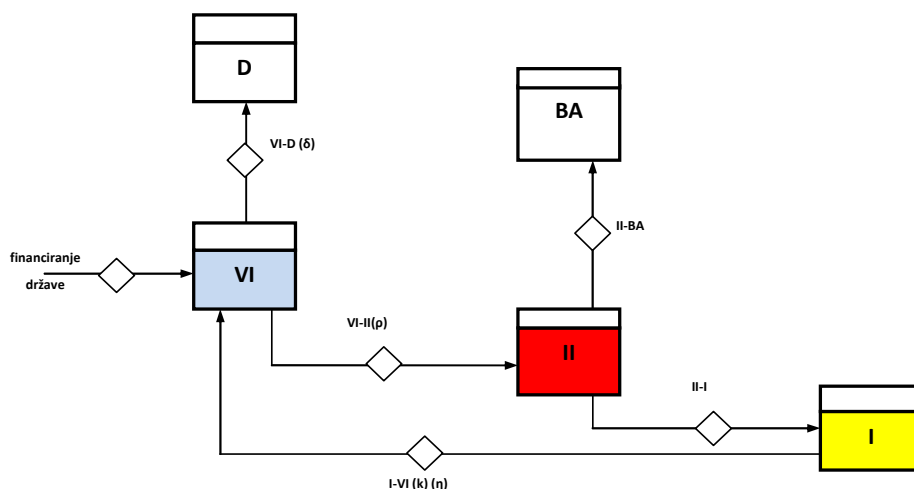 D
BA
VI-D (δ)
II-BA
financiranje
države
VI
VI-II(ρ)
II
II-I
I
I-VI (k) (η)